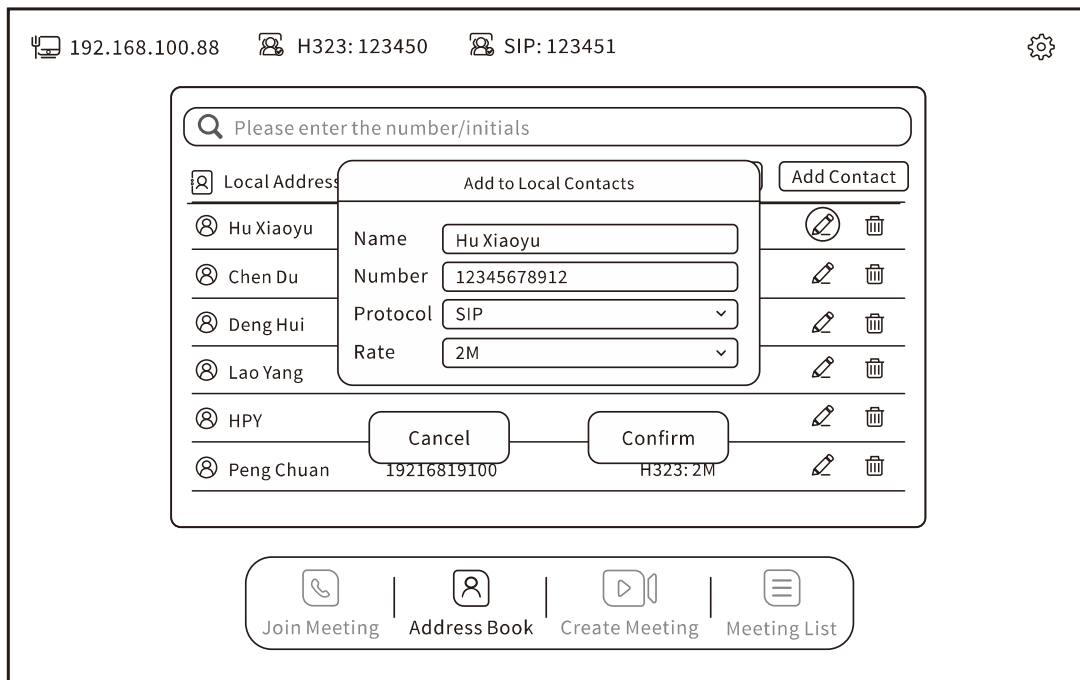 192.168.100.88 H323: 123450 SIP: 123451
Please enter the number/initials
Local Address Add Contact
Add to Local Contacts
Hu Xiaoyu
Chen Du
Deng Hui
Lao Yang
HPY
Peng Chuan 19216819100 H323: 2M
Name Hu Xiaoyu
Number 12345678912
Protocol SIP
Rate 2M
Cancel Confirm
Join Meeting Address Book Create Meeting Meeting List